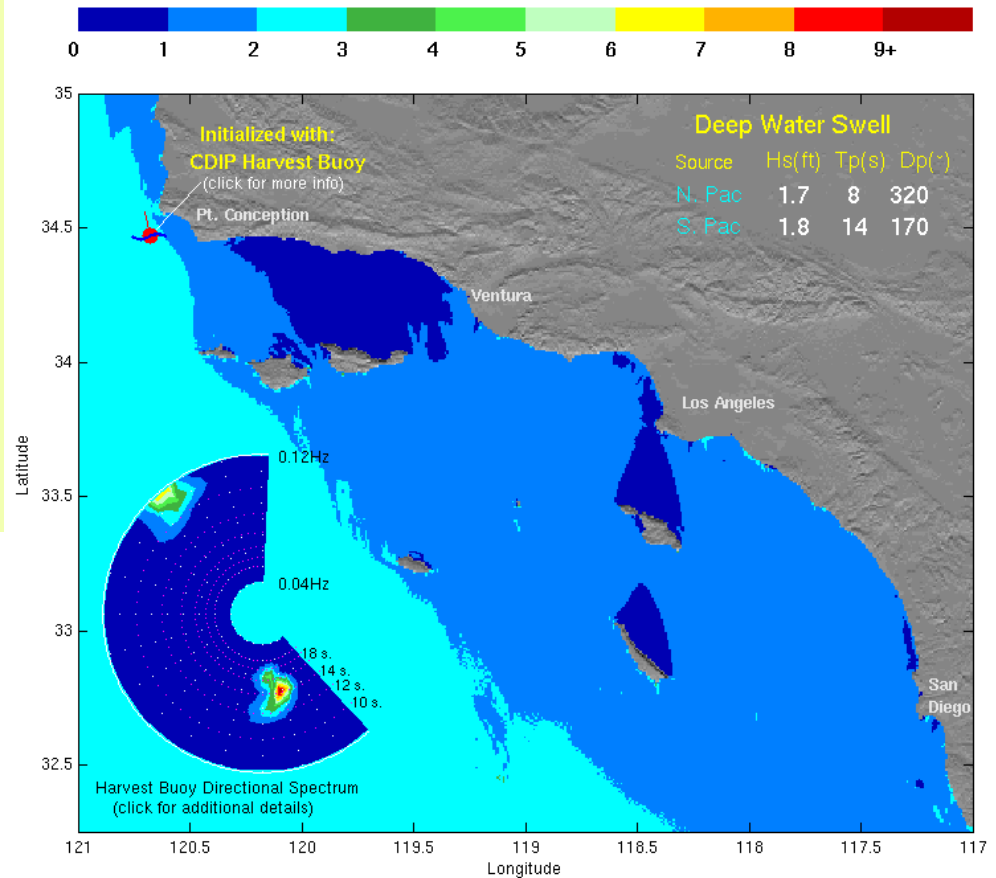 0 1 2 3 4 5 6 7 8 9+
35
Initialized with:
CDIP Harvest Buoy
(click for more info)
Pt. Conception
Deep Water Swell
Source Hs(ft) Tp(s) Dp(~)
N. Pac 1.7 8 320
S. Pac 1.8 14 170
34.5
Ventura
34
Los Angeles
Latitude
33.5
0.12Hz
0.04Hz
33
18 s.
14 s.
12 s.
10 s.
San
Diego
32.5
Harvest Buoy Directional Spectrum
(click for additional details)
121 120.5 120 119.5 119 118.5 118 117.5 117
Longitude